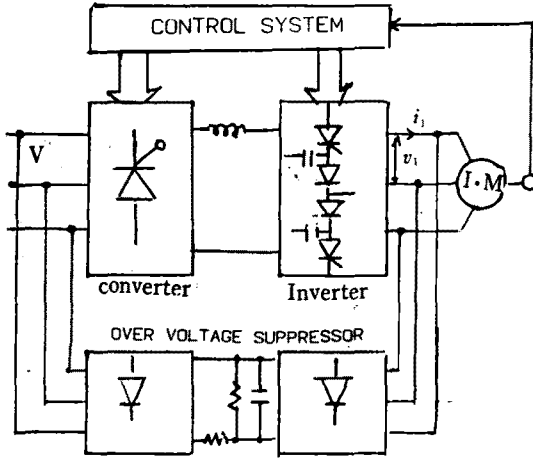 CONTROL SYSTEM
V
i₁
v₁
I·M
converter
Inverter
OVER VOLTAGE SUPPRESSOR